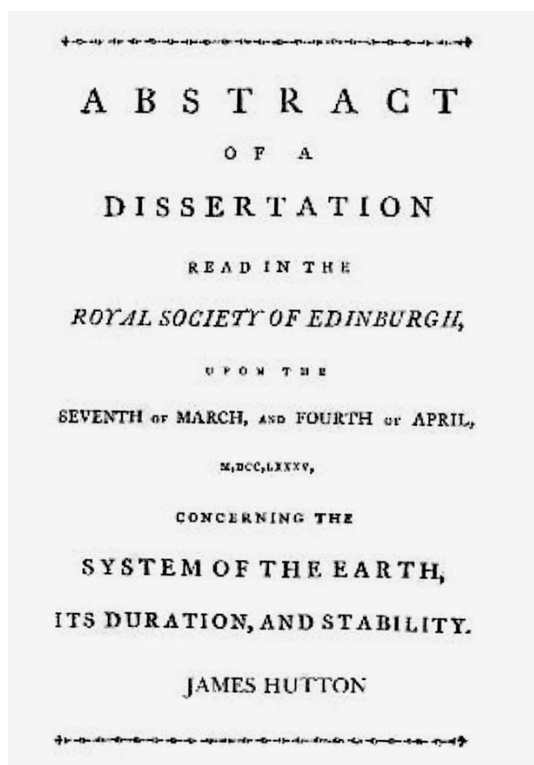 ABSTRACT
OF A
DISSERTATION
READ IN THE
ROYAL SOCIETY OF EDINBURGH,
UPON THE
SEVENTH OF MARCH, AND FOURTH OF APRIL,
M,DCC,LXXXV,
CONCERNING THE
SYSTEM OF THE EARTH,
ITS DURATION, AND STABILITY.
JAMES HUTTON